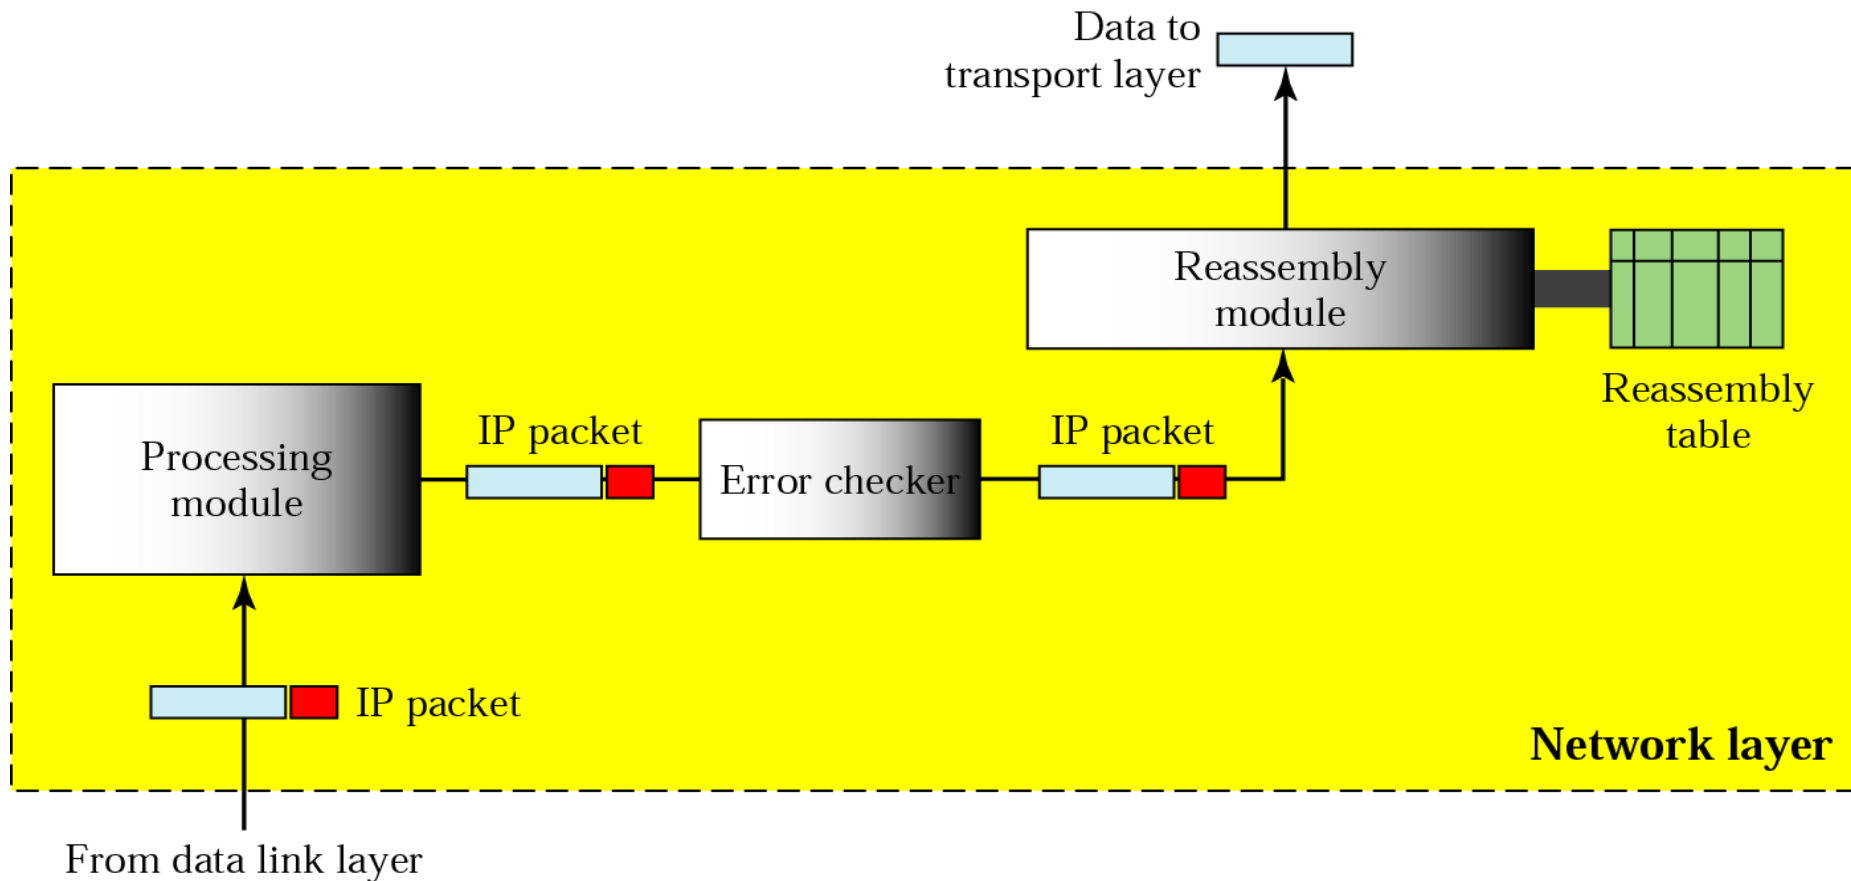 Data to
transport layer
Reassembly
module
Reassembly
table
Processing
module
IP packet
Error checker
IP packet
IP packet
Network layer
From data link layer